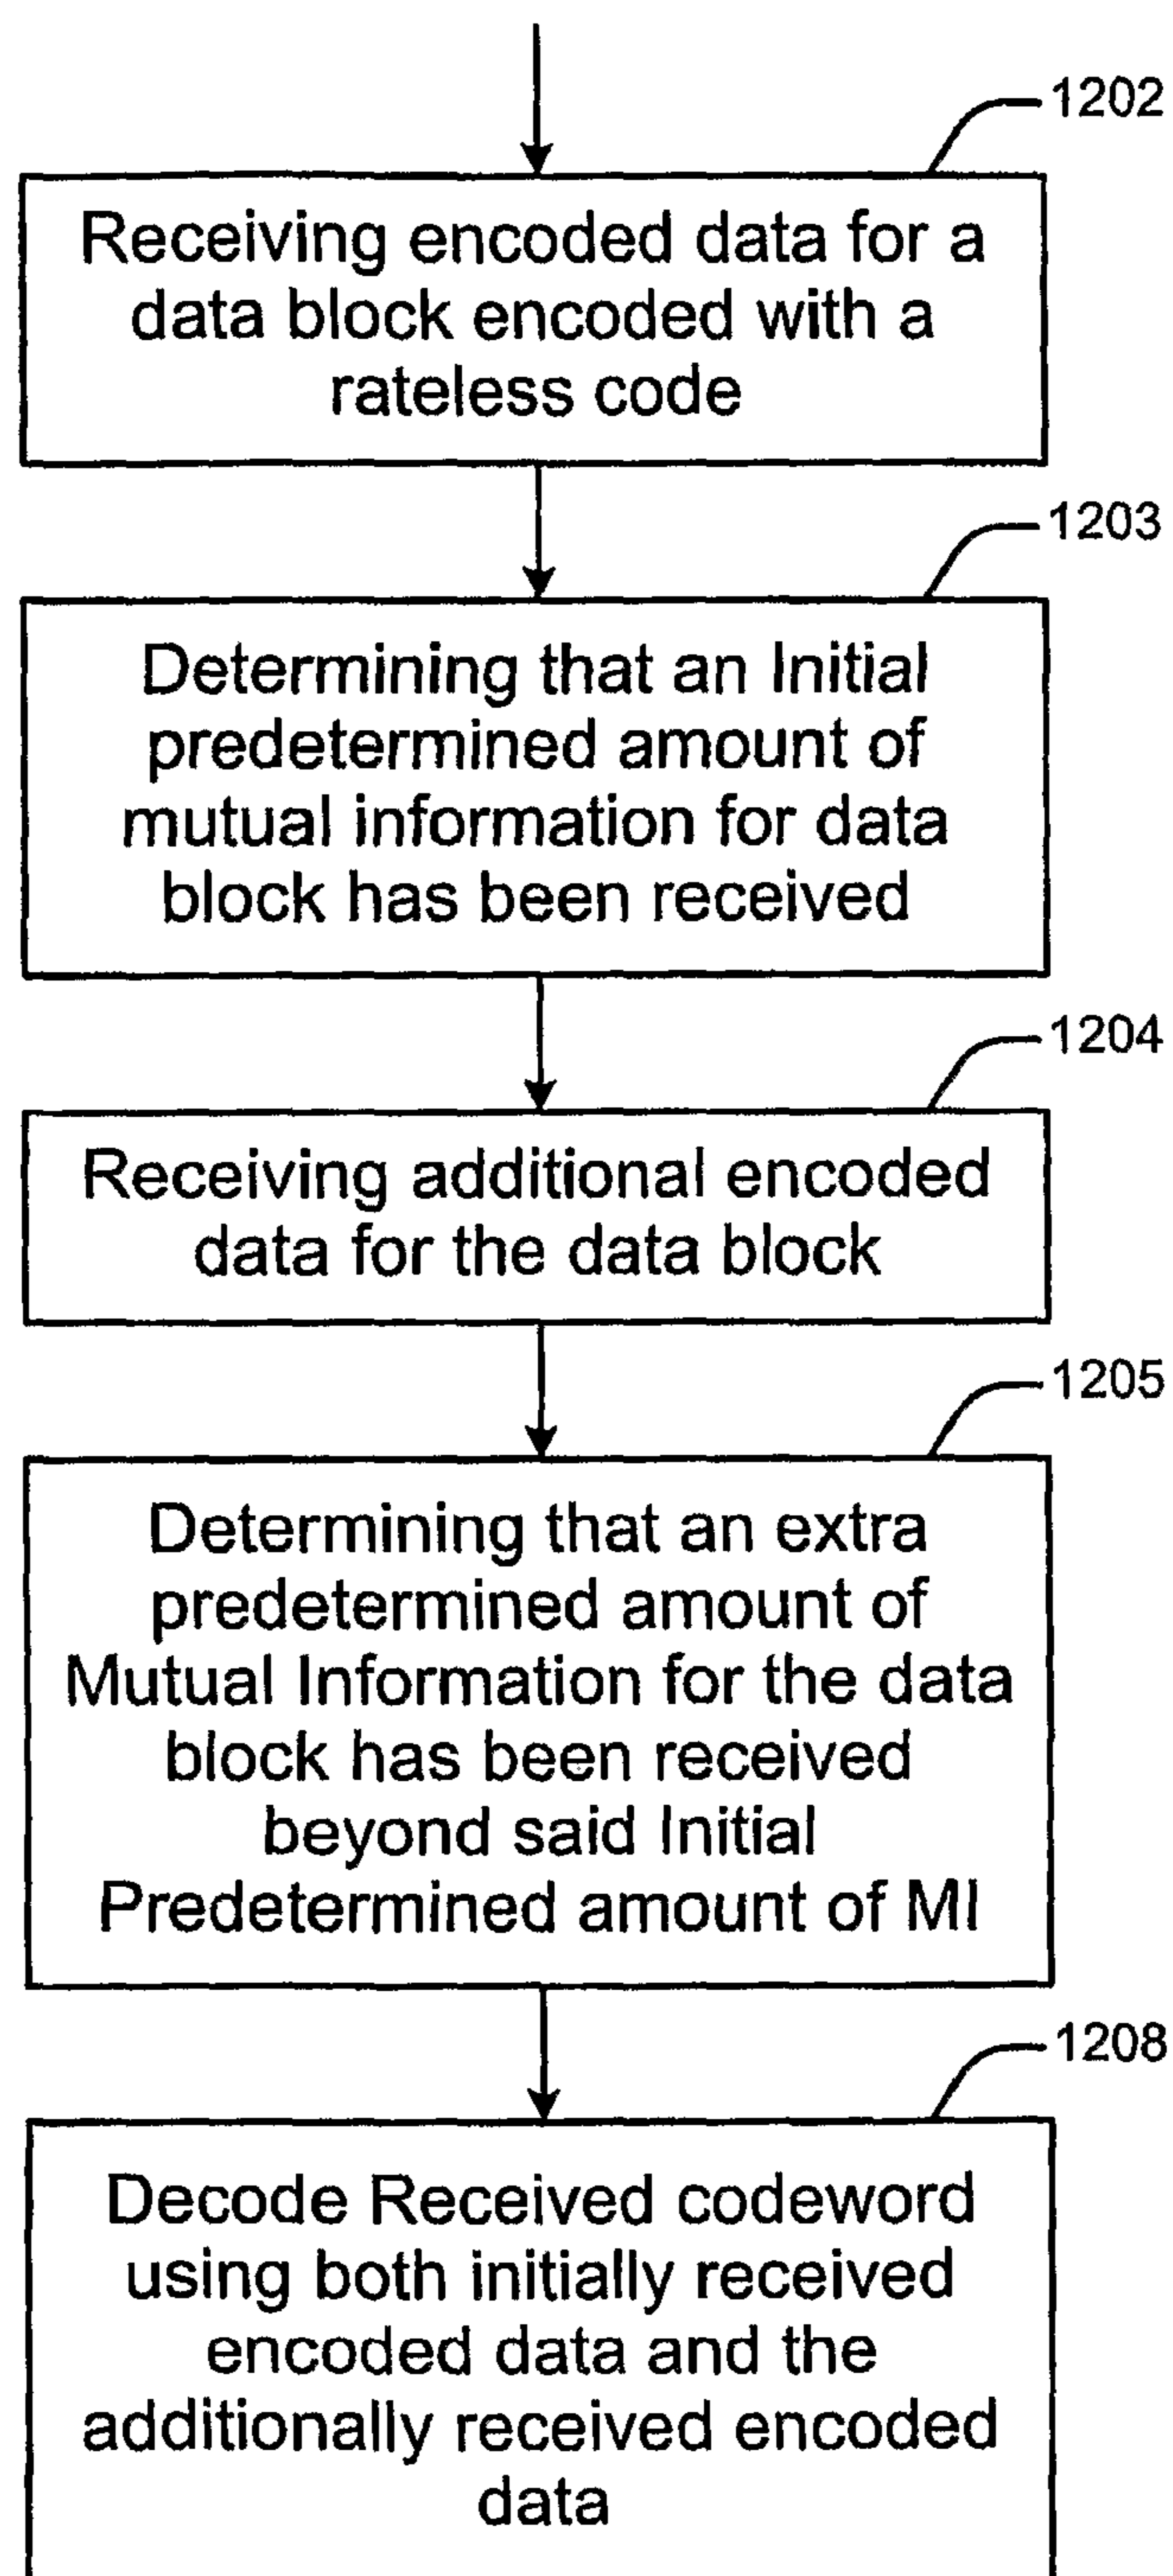 1202
Receiving encoded data for a
data block encoded with a
rateless code
1203
Determining that an Initial
predetermined amount of
mutual information for data
block has been received
1204
Receiving additional encoded
data for the data block
1205
Determining that an extra
predetermined amount of
Mutual Information for the data
block has been received
beyond said Initial
Predetermined amount of MI
1208
Decode Received codeword
using both initially received
encoded data and the
additionally received encoded
data